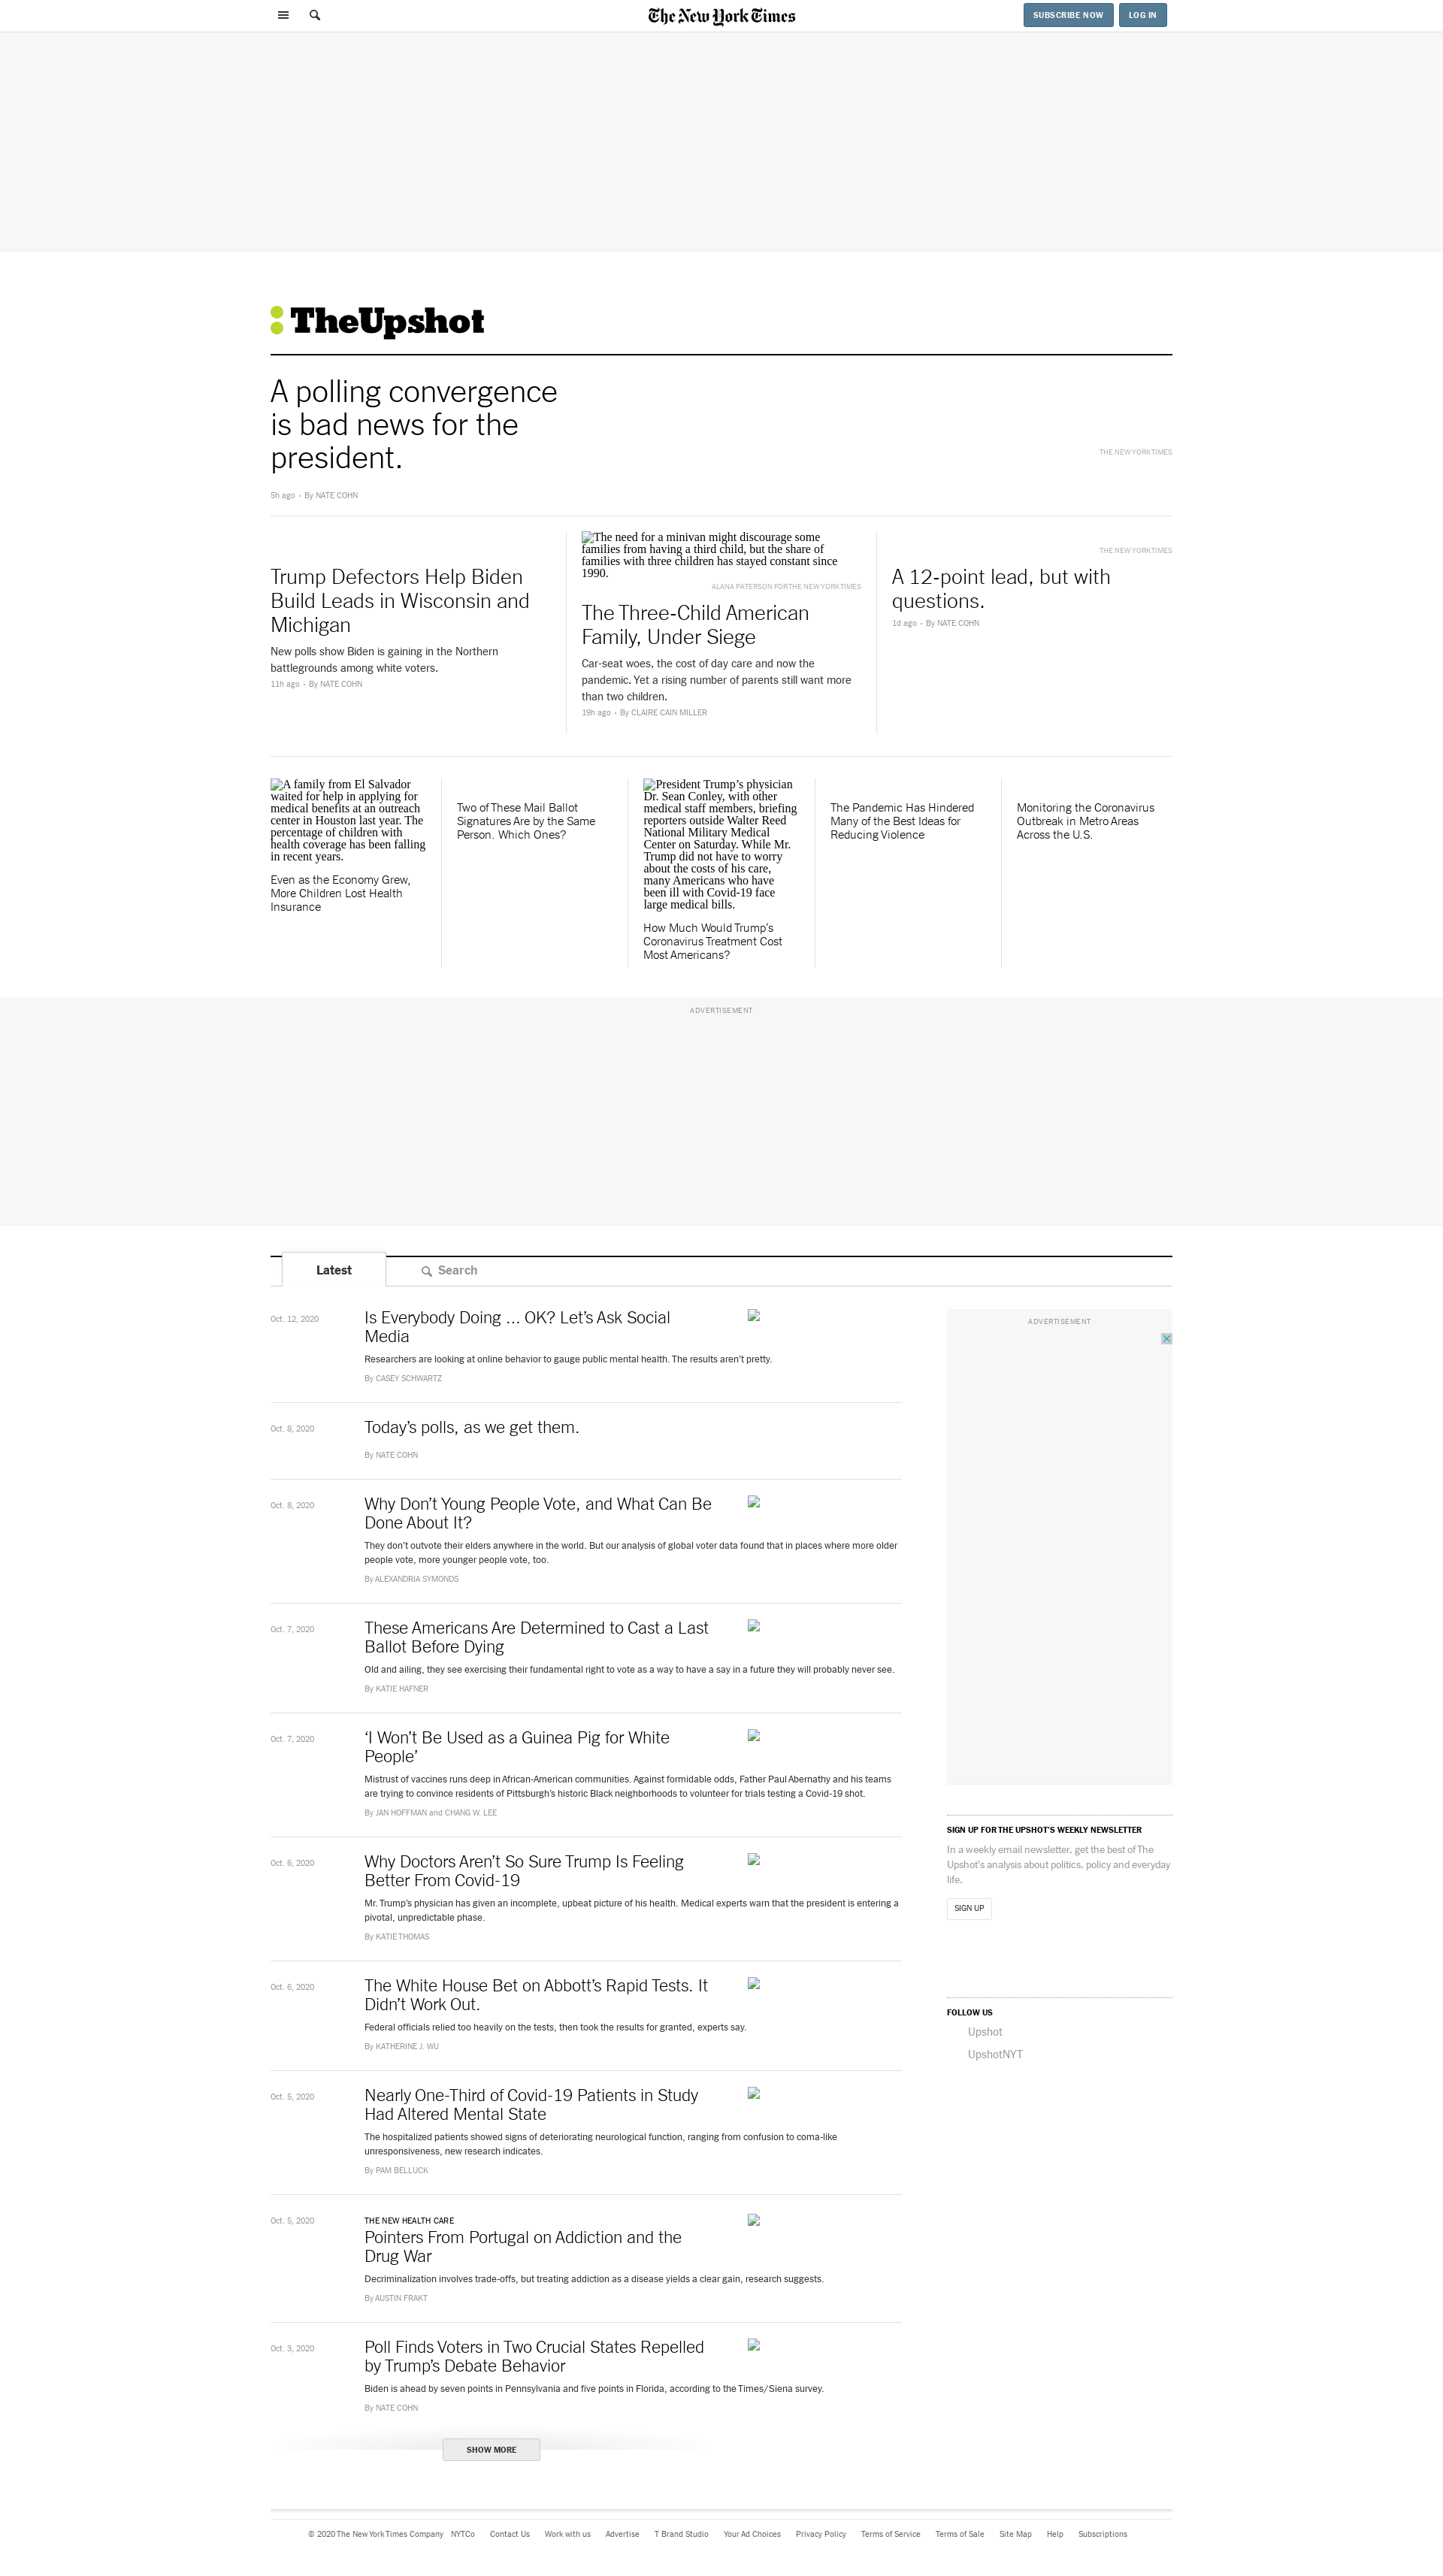 The New York Times
SUBSCRIBE NOW
LOG IN
TheUpshot
A polling convergence
is bad news for the
president.
THE NEW YORK TIMES
5h ago • By NATE COHN
Trump Defectors Help Biden
Build Leads in Wisconsin and
Michigan
New polls show Biden is gaining in the Northern
battlegrounds among white voters.
11h ago • By NATE COHN
The need for a minivan might discourage some
families from having a third child, but the share of
families with three children has stayed constant since
1990.
ALANA PATERSON FOR THE NEW YORK TIMES
The Three-Child American
Family, Under Siege
Car-seat woes, the cost of day care and now the
pandemic. Yet a rising number of parents still want more
than two children.
19h ago • By CLAIRE CAIN MILLER
THE NEW YORK TIMES
A 12-point lead, but with
questions.
1d ago • By NATE COHN
A family from El Salvador
waited for help in applying for
medical benefits at an outreach
center in Houston last year. The
percentage of children with
health coverage has been falling
in recent years.
Even as the Economy Grew,
More Children Lost Health
Insurance
Two of These Mail Ballot
Signatures Are by the Same
Person. Which Ones?
President Trump’s physician
Dr. Sean Conley, with other
medical staff members, briefing
reporters outside Walter Reed
National Military Medical
Center on Saturday. While Mr.
Trump did not have to worry
about the costs of his care,
many Americans who have
been ill with Covid-19 face
large medical bills.
How Much Would Trump’s
Coronavirus Treatment Cost
Most Americans?
The Pandemic Has Hindered
Many of the Best Ideas for
Reducing Violence
Monitoring the Coronavirus
Outbreak in Metro Areas
Across the U.S.
ADVERTISEMENT
Latest
Search
Oct. 12, 2020
Is Everybody Doing ... OK? Let’s Ask Social
Media
Researchers are looking at online behavior to gauge public mental health. The results aren’t pretty.
By CASEY SCHWARTZ
Oct. 8, 2020
Today’s polls, as we get them.
By NATE COHN
Oct. 8, 2020
Why Don’t Young People Vote, and What Can Be
Done About It?
They don’t outvote their elders anywhere in the world. But our analysis of global voter data found that in places where more older
people vote, more younger people vote, too.
By ALEXANDRIA SYMONDS
Oct. 7, 2020
These Americans Are Determined to Cast a Last
Ballot Before Dying
Old and ailing, they see exercising their fundamental right to vote as a way to have a say in a future they will probably never see.
By KATIE HAFNER
Oct. 7, 2020
‘I Won’t Be Used as a Guinea Pig for White
People’
Mistrust of vaccines runs deep in African-American communities. Against formidable odds, Father Paul Abernathy and his teams
are trying to convince residents of Pittsburgh’s historic Black neighborhoods to volunteer for trials testing a Covid-19 shot.
By JAN HOFFMAN and CHANG W. LEE
Oct. 6, 2020
Why Doctors Aren’t So Sure Trump Is Feeling
Better From Covid-19
Mr. Trump’s physician has given an incomplete, upbeat picture of his health. Medical experts warn that the president is entering a
pivotal, unpredictable phase.
By KATIE THOMAS
Oct. 6, 2020
The White House Bet on Abbott’s Rapid Tests. It
Didn’t Work Out.
Federal officials relied too heavily on the tests, then took the results for granted, experts say.
By KATHERINE J. WU
Oct. 5, 2020
Nearly One-Third of Covid-19 Patients in Study
Had Altered Mental State
The hospitalized patients showed signs of deteriorating neurological function, ranging from confusion to coma-like
unresponsiveness, new research indicates.
By PAM BELLUCK
Oct. 5, 2020
THE NEW HEALTH CARE
Pointers From Portugal on Addiction and the
Drug War
Decriminalization involves trade-offs, but treating addiction as a disease yields a clear gain, research suggests.
By AUSTIN FRAKT
Oct. 3, 2020
Poll Finds Voters in Two Crucial States Repelled
by Trump’s Debate Behavior
Biden is ahead by seven points in Pennsylvania and five points in Florida, according to the Times/Siena survey.
By NATE COHN
SHOW MORE
ADVERTISEMENT
SIGN UP FOR THE UPSHOT’S WEEKLY NEWSLETTER
In a weekly email newsletter, get the best of The
Upshot’s analysis about politics, policy and everyday
life.
SIGN UP
FOLLOW US
Upshot
UpshotNYT
© 2020 The New York Times Company NYTCo Contact Us Work with us Advertise T Brand Studio Your Ad Choices Privacy Policy Terms of Service Terms of Sale Site Map Help Subscriptions